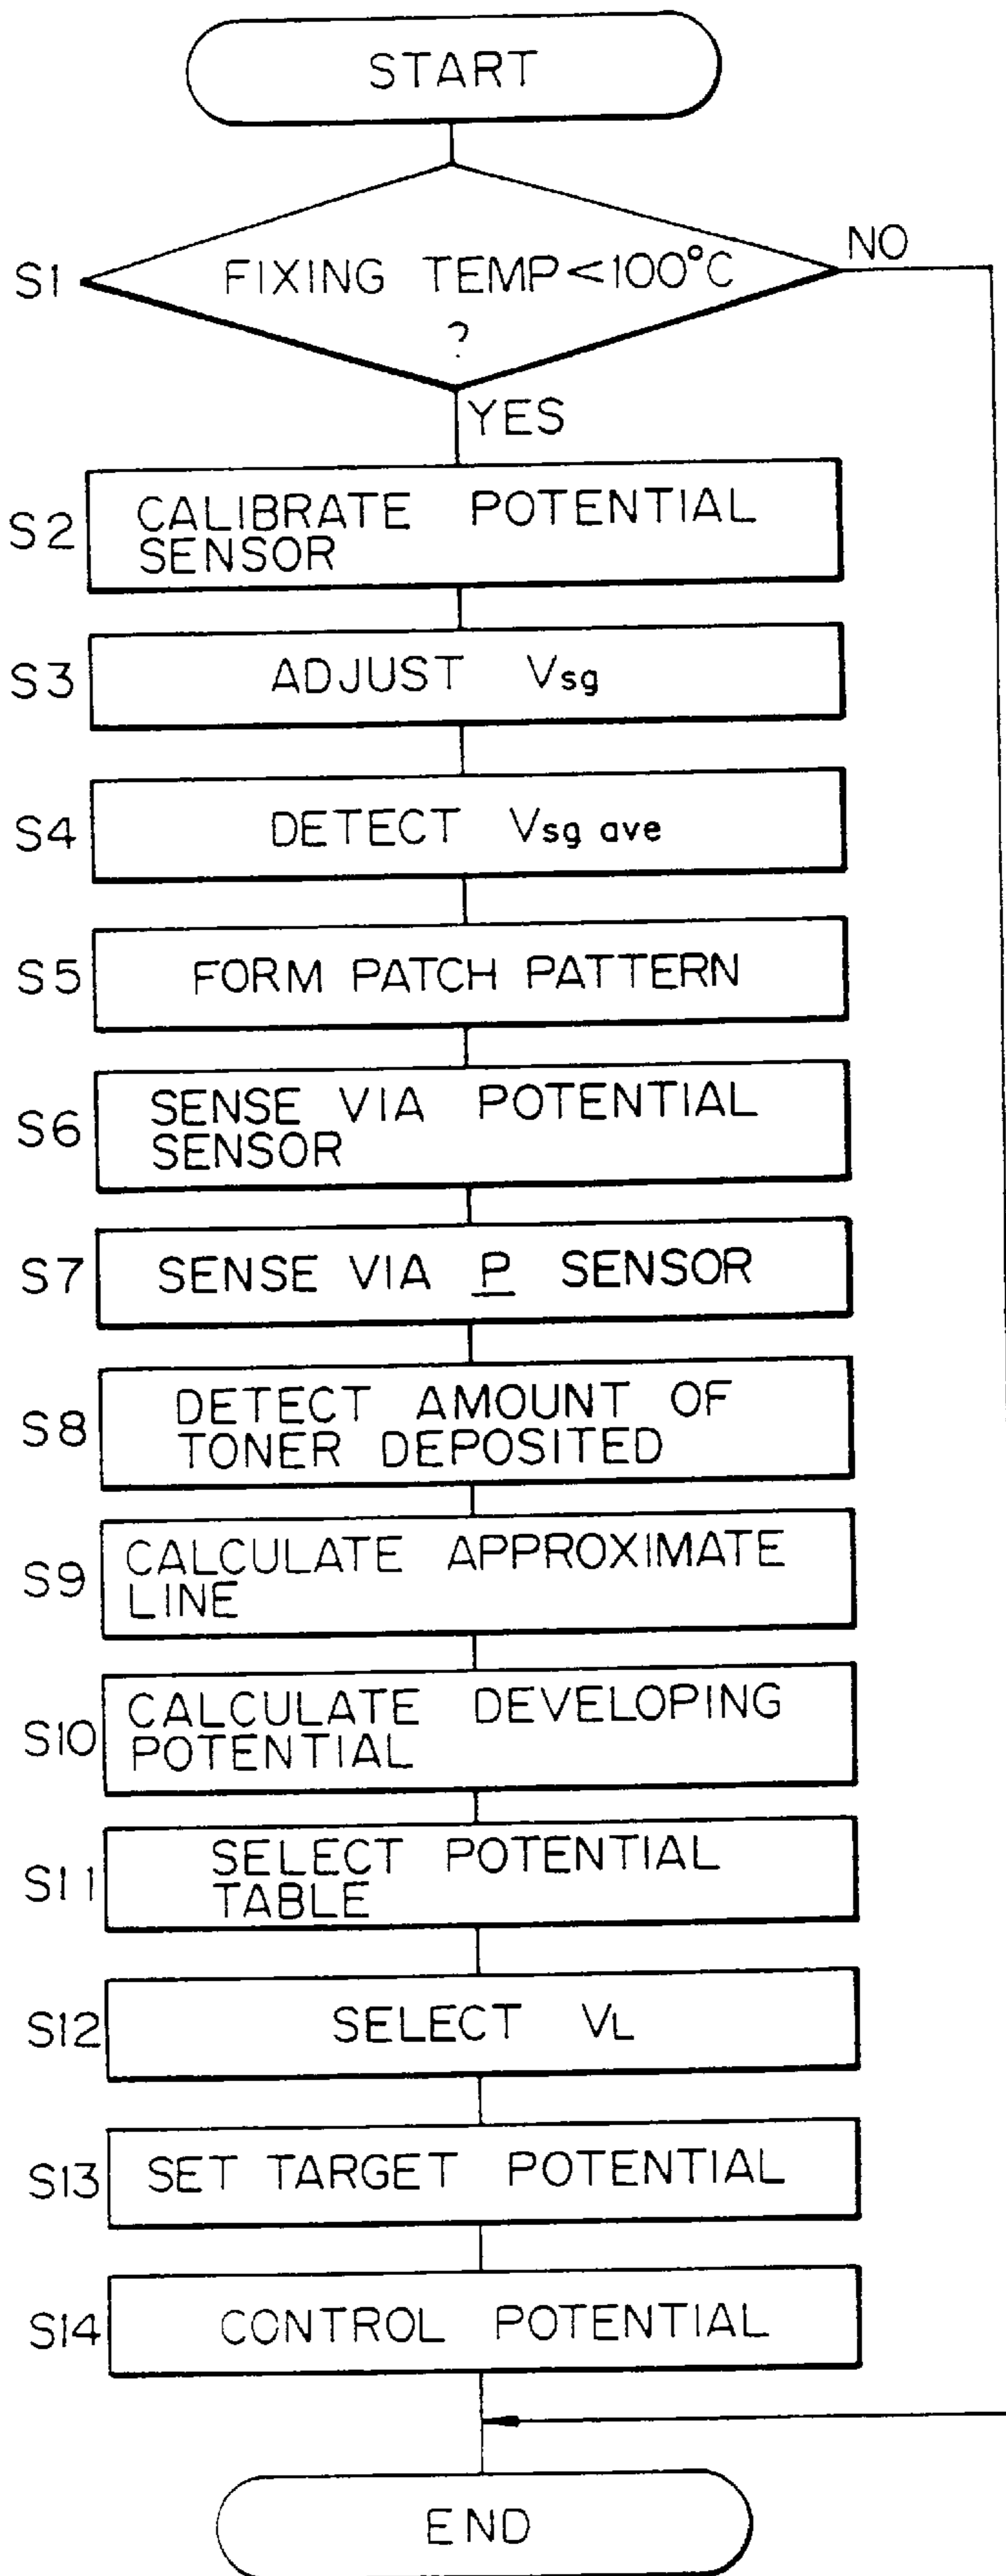 START
S1
FIXING TEMP<100°C
?
NO
YES
S2
CALIBRATE POTENTIAL
SENSOR
S3
ADJUST Vsg
S4
DETECT Vsg ave
S5
FORM PATCH PATTERN
S6
SENSE VIA POTENTIAL
SENSOR
S7
SENSE VIA P SENSOR
S8
DETECT AMOUNT OF
TONER DEPOSITED
S9
CALCULATE APPROXIMATE
LINE
S10
CALCULATE DEVELOPING
POTENTIAL
S11
SELECT POTENTIAL
TABLE
S12
SELECT VL
S13
SET TARGET POTENTIAL
S14
CONTROL POTENTIAL
END